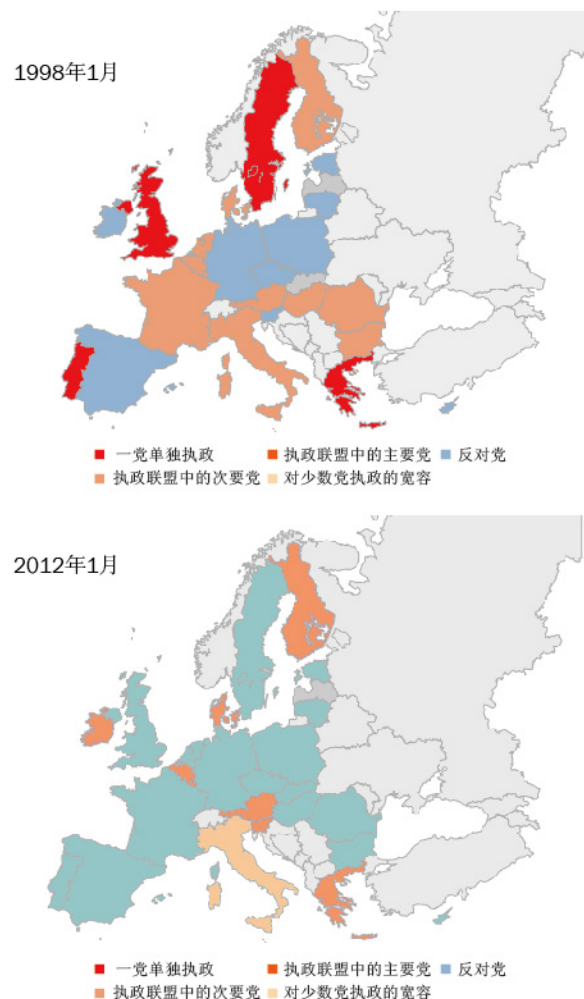 1998年1月
一党单独执政 执政联盟中的主要党 反对党
执政联盟中的次要党 对少数党执政的宽容
2012年1月
一党单独执政 执政联盟中的主要党 反对党
执政联盟中的次要党 对少数党执政的宽容